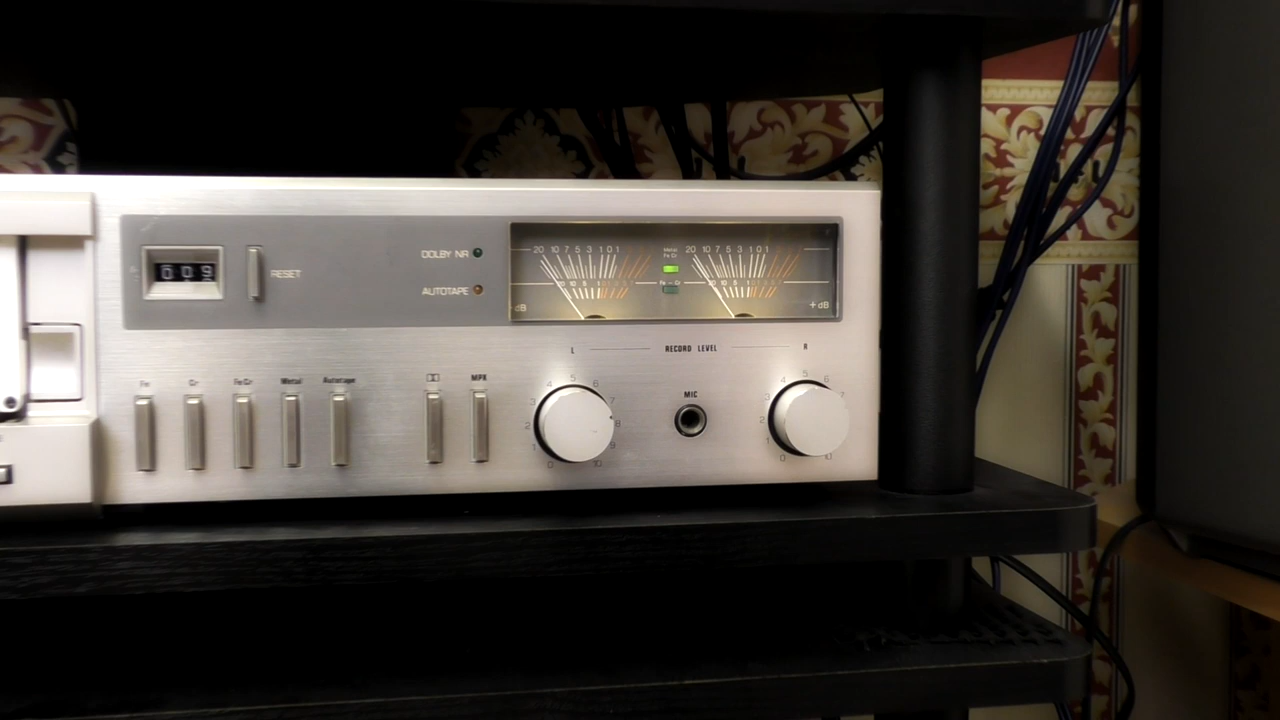 DOLBY NR
009
RESET
AUTOTAPE
20 10 7 5 3 1 0 1
Metal
Fe Cr
20 10 7 5 3 1 0 1
dB
+ dB
L
RECORD LEVEL
R
Fe
Cr
FeCr
Metal
Autotape
MPX
MIC
0 1 2 3 4 5 6 7 8 9 10
0 1 2 3 4 5 6 7 10